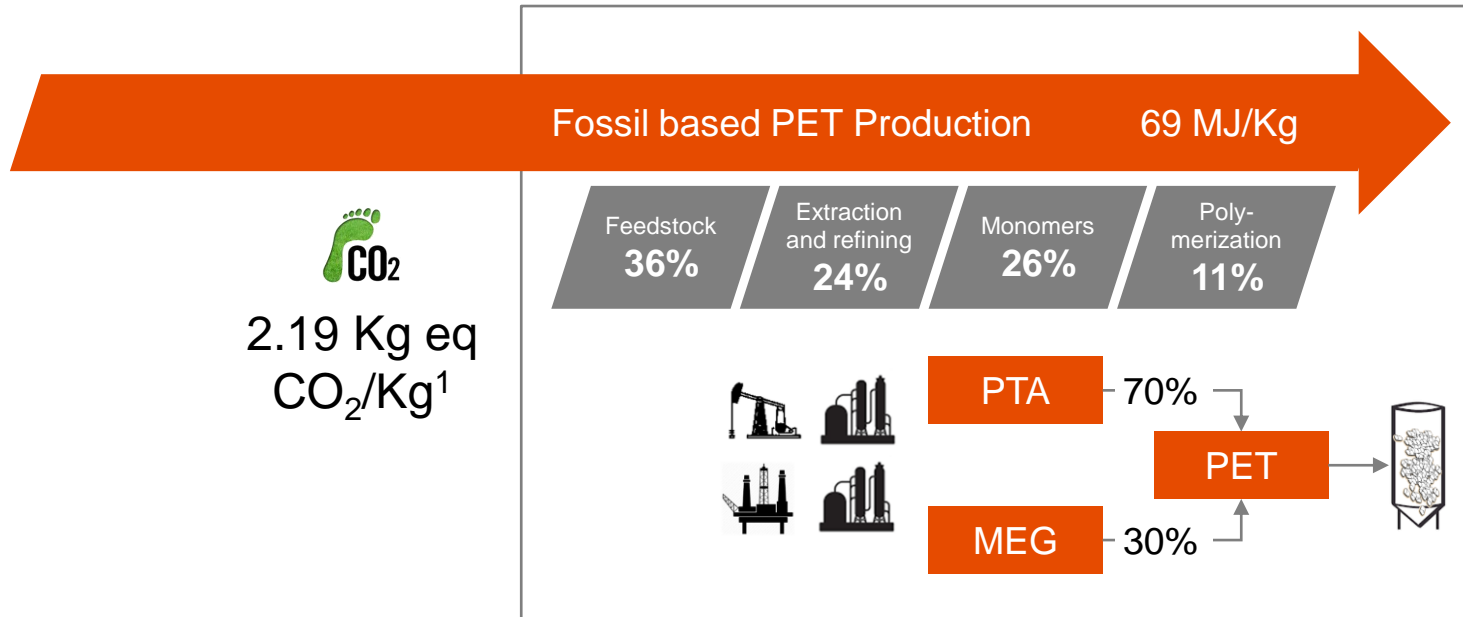 Fossil based PET Production 69 MJ/Kg
Feedstock
36%
Extraction
and refining
24%
Monomers
26%
Poly-
merization
11%
CO2
2.19 Kg eq
CO₂/Kg¹
PTA
70%
PET
MEG
30%